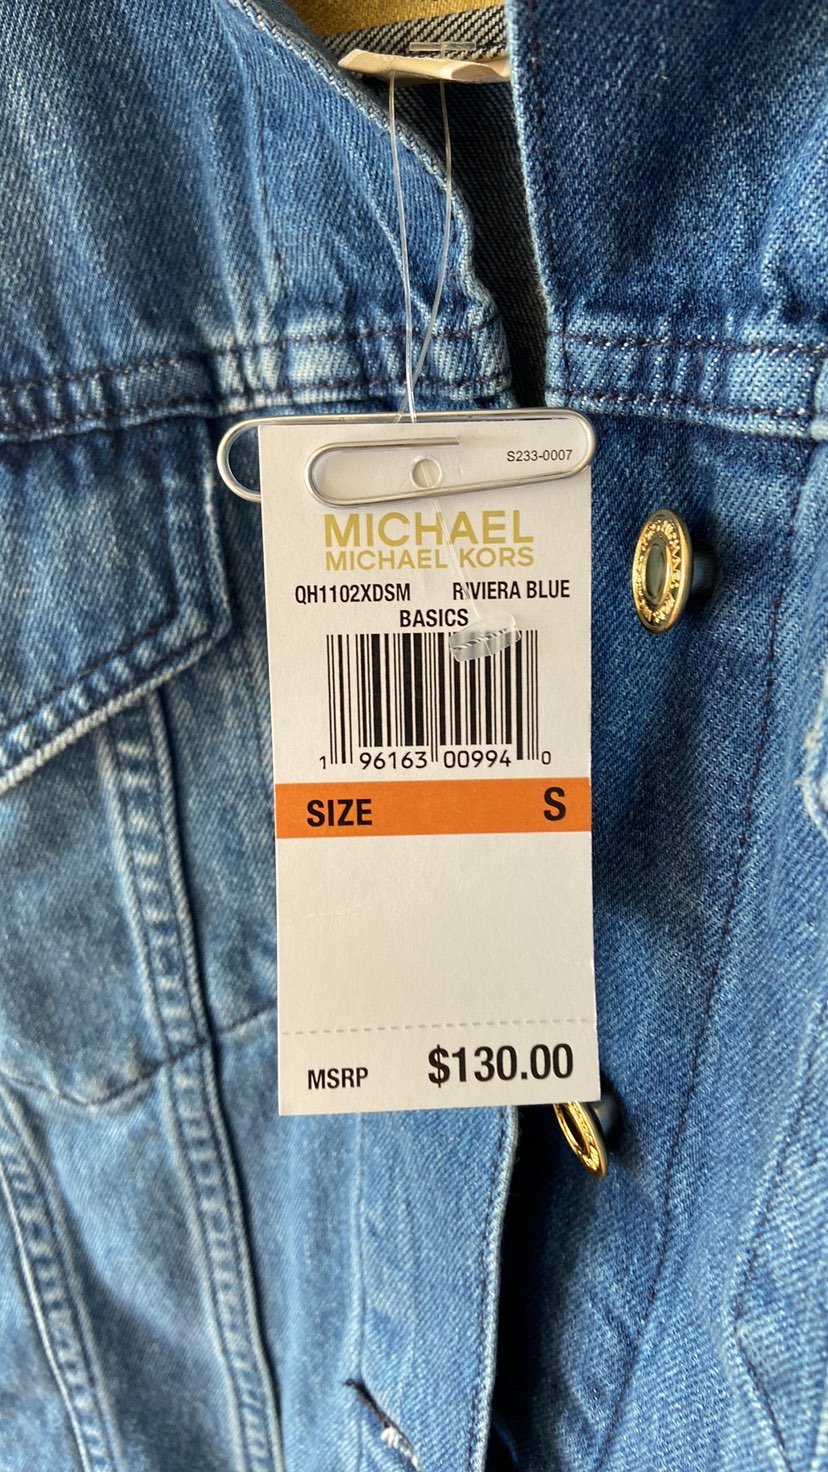 S233-0007
MICHAEL
MICHAEL KORS
QH1102XDSM RIVIERA BLUE
BASICS
1 96163 00994 0
SIZE S
MSRP $130.00